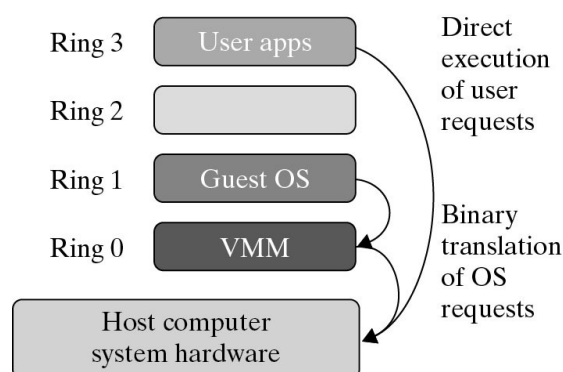 Ring 3
User apps
Direct
execution
of user
requests
Ring 2
Ring 1
Guest OS
Ring 0
VMM
Binary
translation
of OS
requests
Host computer
system hardware